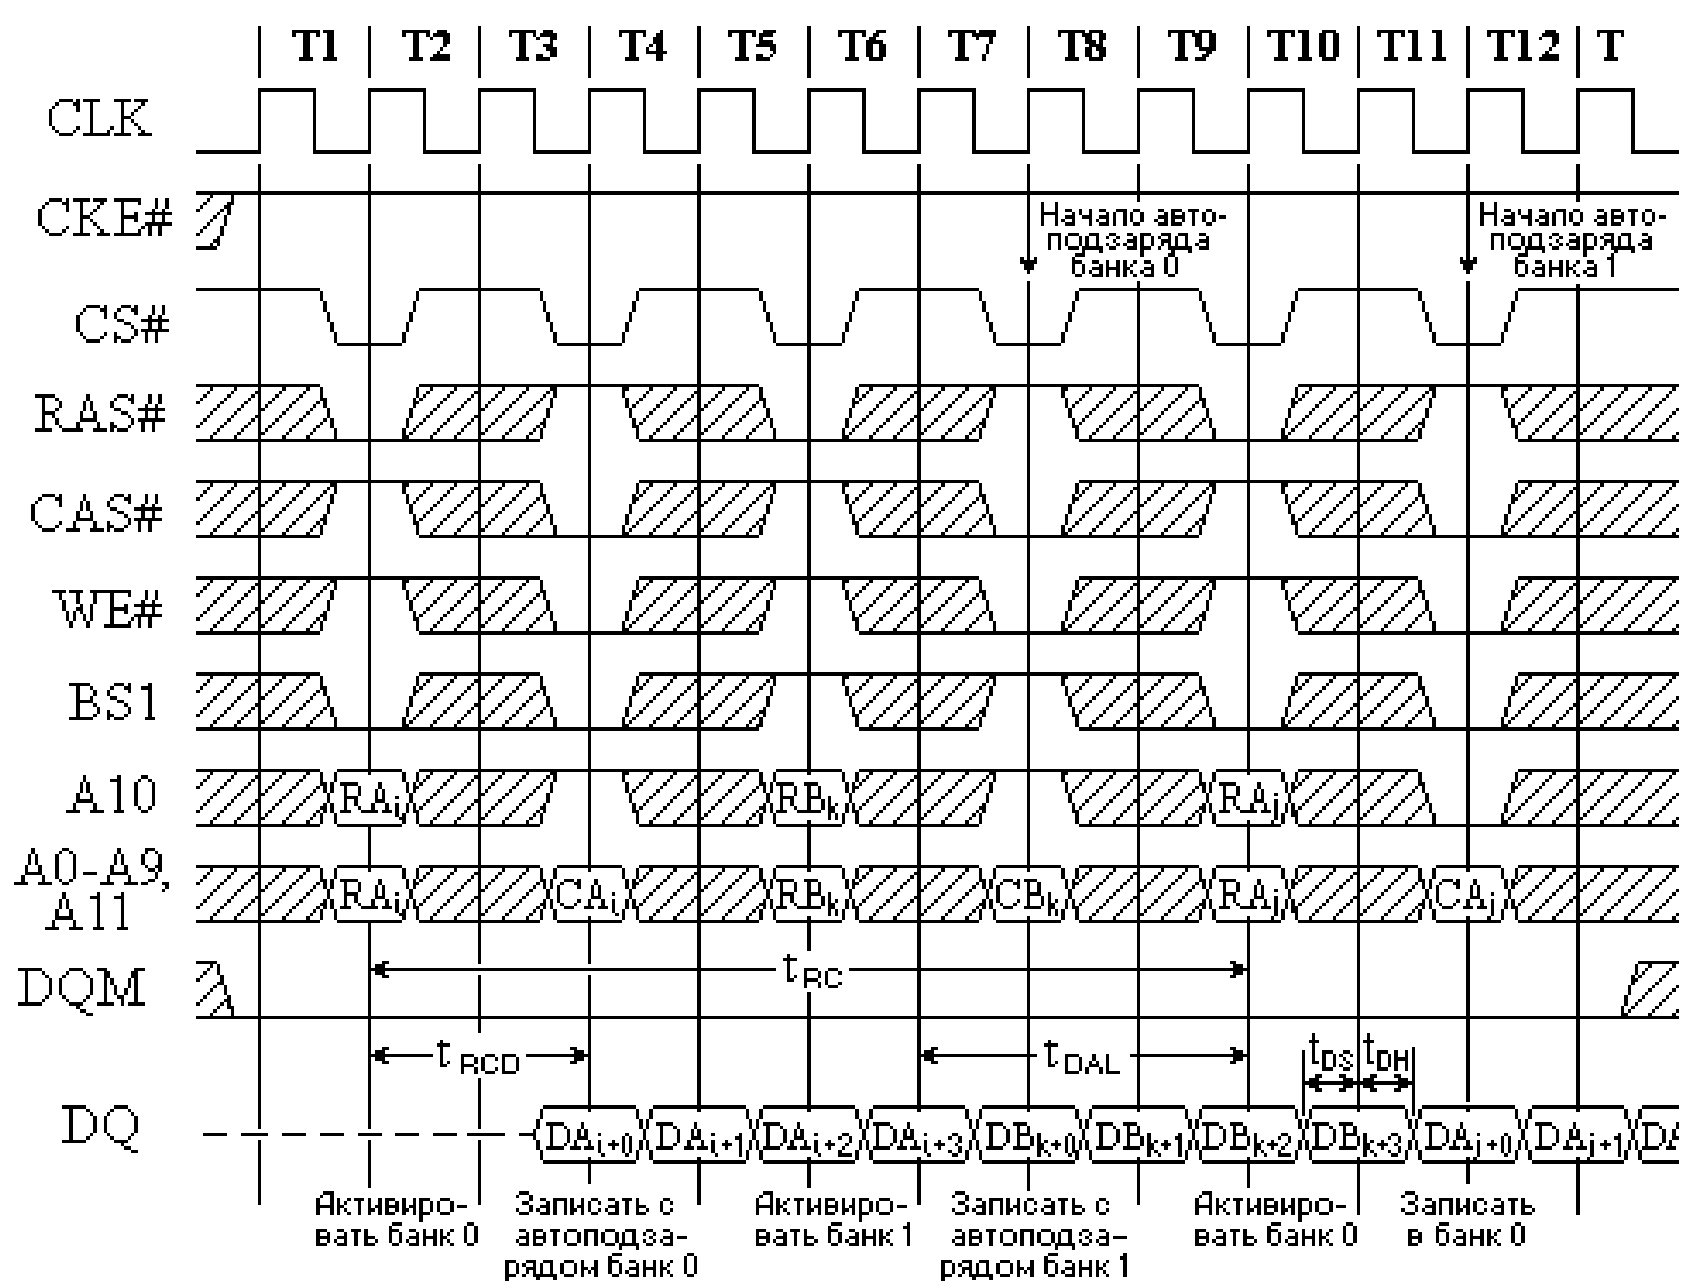 T1 T2 T3 T4 T5 T6 T7 T8 T9 T10 T11 T12 T
CLK
CKE#
Начало авто-
подзаряда
банка 0
Начало авто-
подзаряда
банка 1
CS#
RAS#
CAS#
WE#
BS1
A10 RAi RBk RAj
A0-A9,
A11
RAi CAi RBk CBk RAj CAj
DQM
tRC
tRCD tDAL tDS tDH
DQ DAi+0 DAi+1 DAi+2 DAi+3 DBk+0 DBk+1 DBk+2 DBk+3 DAj+0 DAj+1 DA
Активиро-
вать банк 0
Записать с
автоподза-
рядом банк 0
Активиро-
вать банк 1
Записать с
автоподза-
рядом банк 1
Активиро-
вать банк 0
Записать
в банк 0